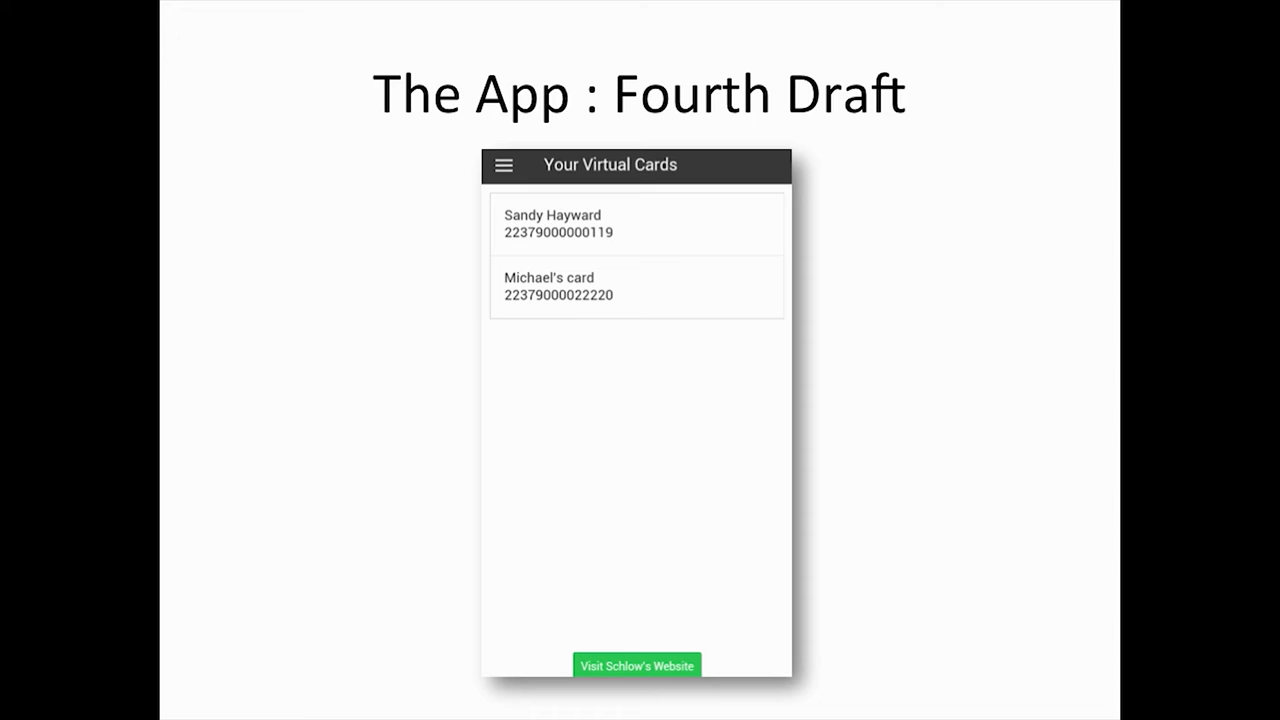 The App : Fourth Draft
Your Virtual Cards
Sandy Hayward
22379000000119
Michael's card
22379000022220
Visit Schlow's Website